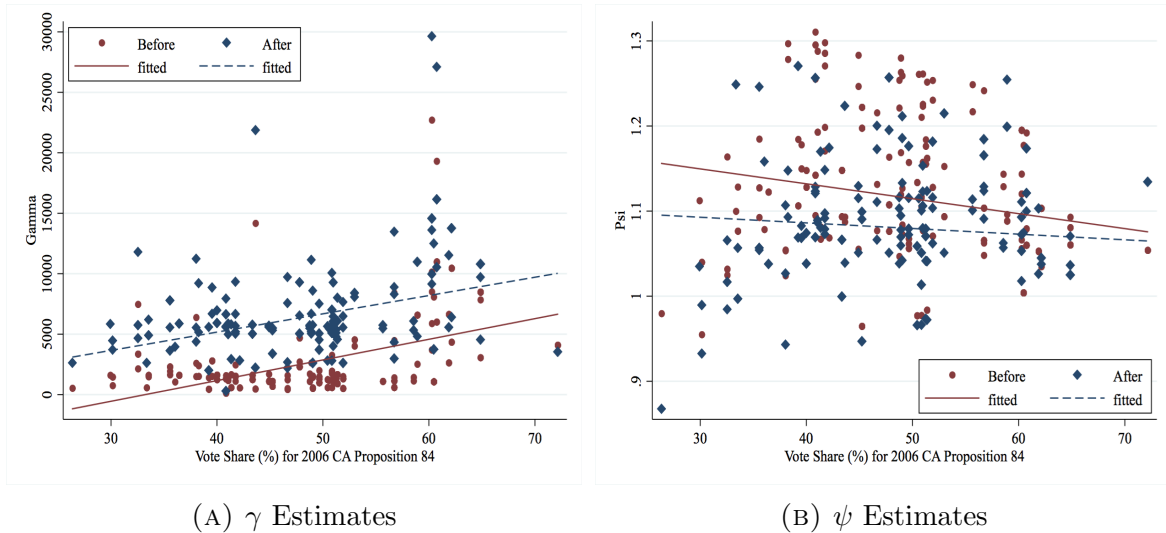 Before After
fitted fitted
Gamma
30000
25000
20000
15000
10000
5000
0
30 40 50 60 70
Vote Share (%) for 2006 CA Proposition 84
(A) γ Estimates
Psi
1.3
1.2
1.1
1
.9
Before After
fitted fitted
30 40 50 60 70
Vote Share (%) for 2006 CA Proposition 84
(B) ψ Estimates